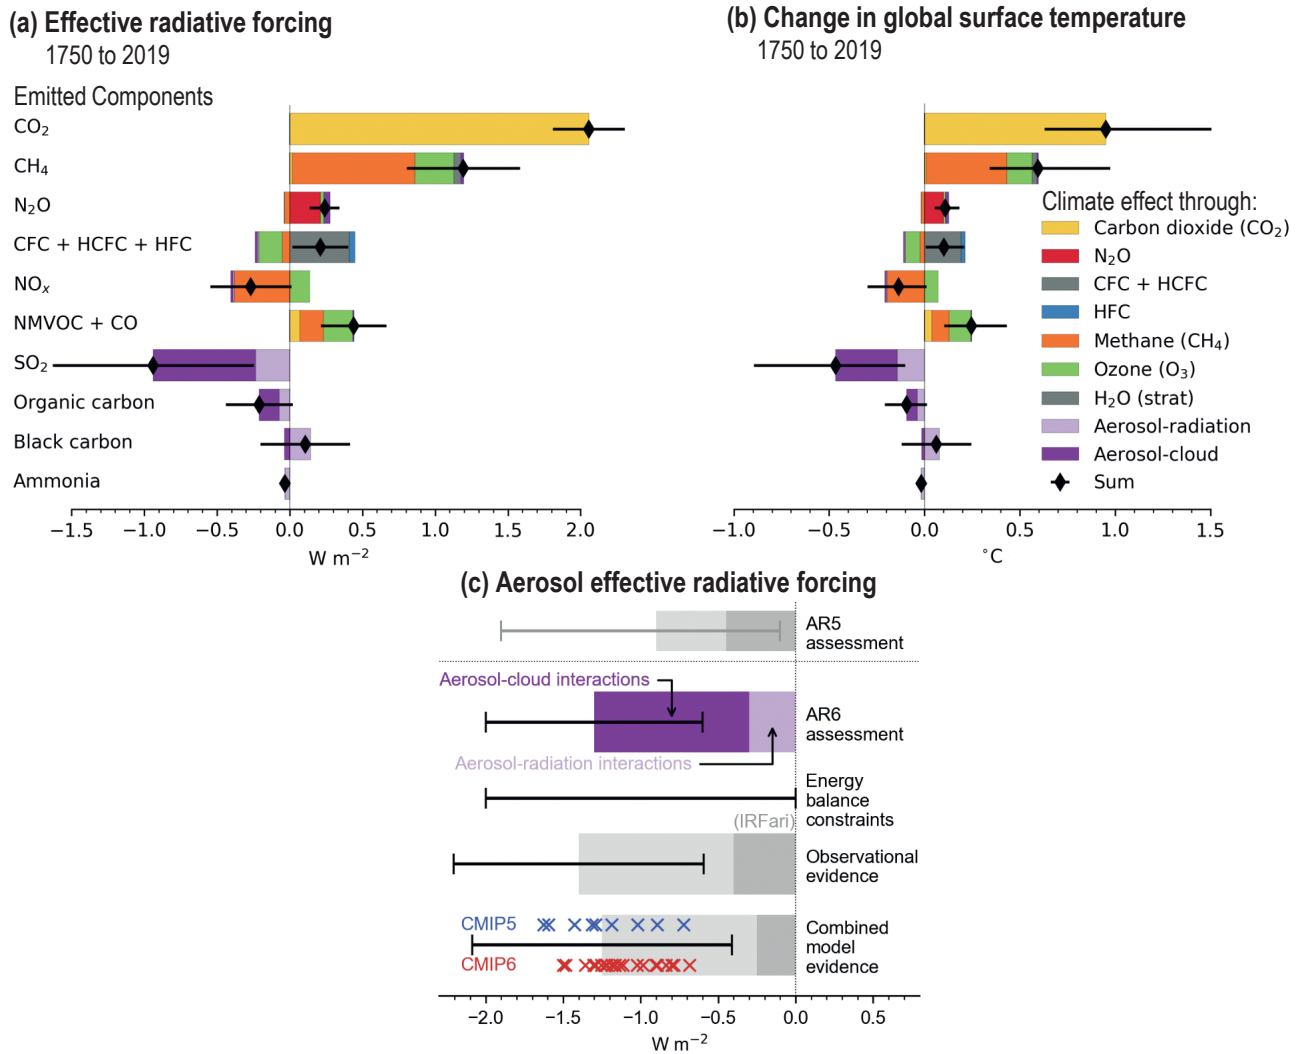 (a) Effective radiative forcing
1750 to 2019
Emitted Components
CO₂
CH₄
N₂O
CFC + HCFC + HFC
NOₓ
NMVOC + CO
SO₂
Organic carbon
Black carbon
Ammonia
−1.5 −1.0 −0.5 0.0 0.5 1.0 1.5 2.0
W m⁻²
(b) Change in global surface temperature
1750 to 2019
Climate effect through:
Carbon dioxide (CO₂)
N₂O
CFC + HCFC
HFC
Methane (CH₄)
Ozone (O₃)
H₂O (strat)
Aerosol-radiation
Aerosol-cloud
Sum
−1.0 −0.5 0.0 0.5 1.0 1.5
°C
(c) Aerosol effective radiative forcing
AR5
assessment
Aerosol-cloud interactions
AR6
assessment
Aerosol-radiation interactions
Energy
balance
constraints
(IRFari)
Observational
evidence
CMIP5
Combined
model
evidence
CMIP6
−2.0 −1.5 −1.0 −0.5 0.0 0.5
W m⁻²